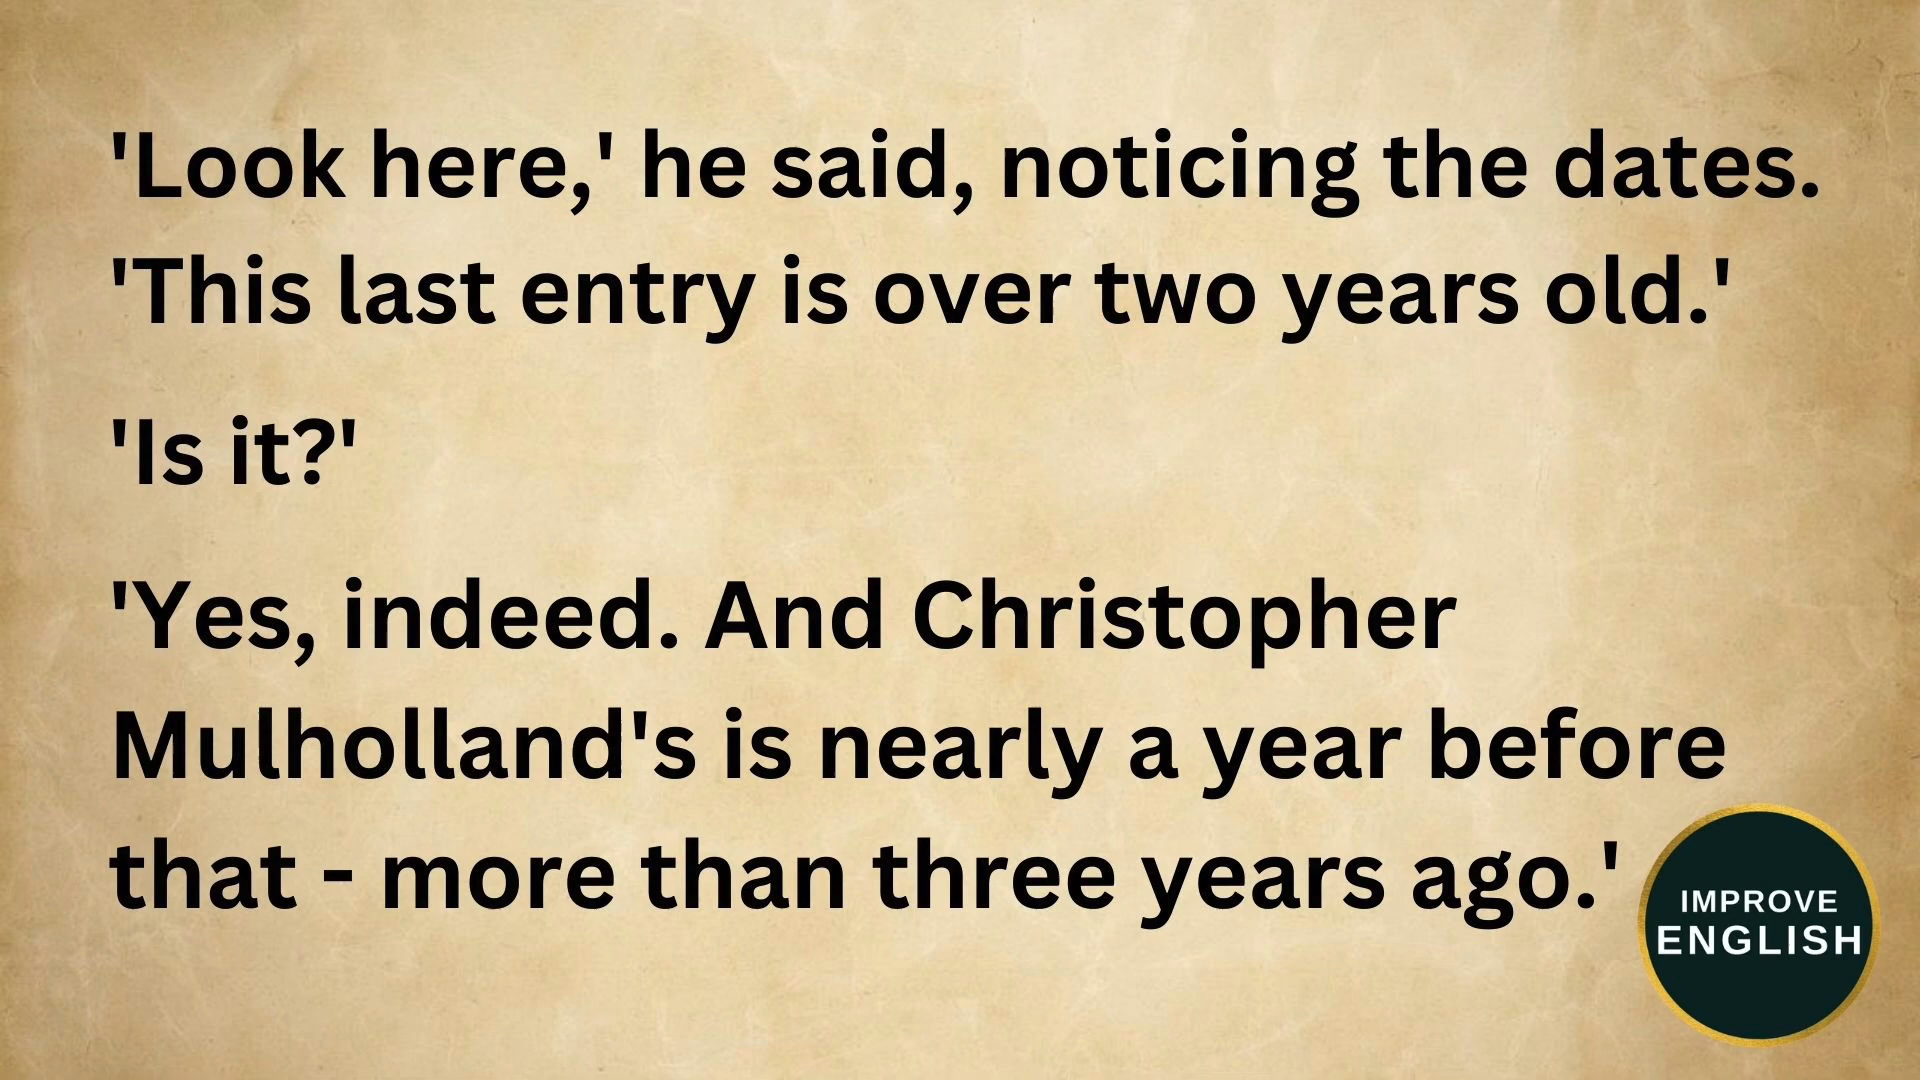 'Look here,' he said, noticing the dates.
'This last entry is over two years old.'
'Is it?'
'Yes, indeed. And Christopher
Mulholland's is nearly a year before
that - more than three years ago.'
IMPROVE
ENGLISH